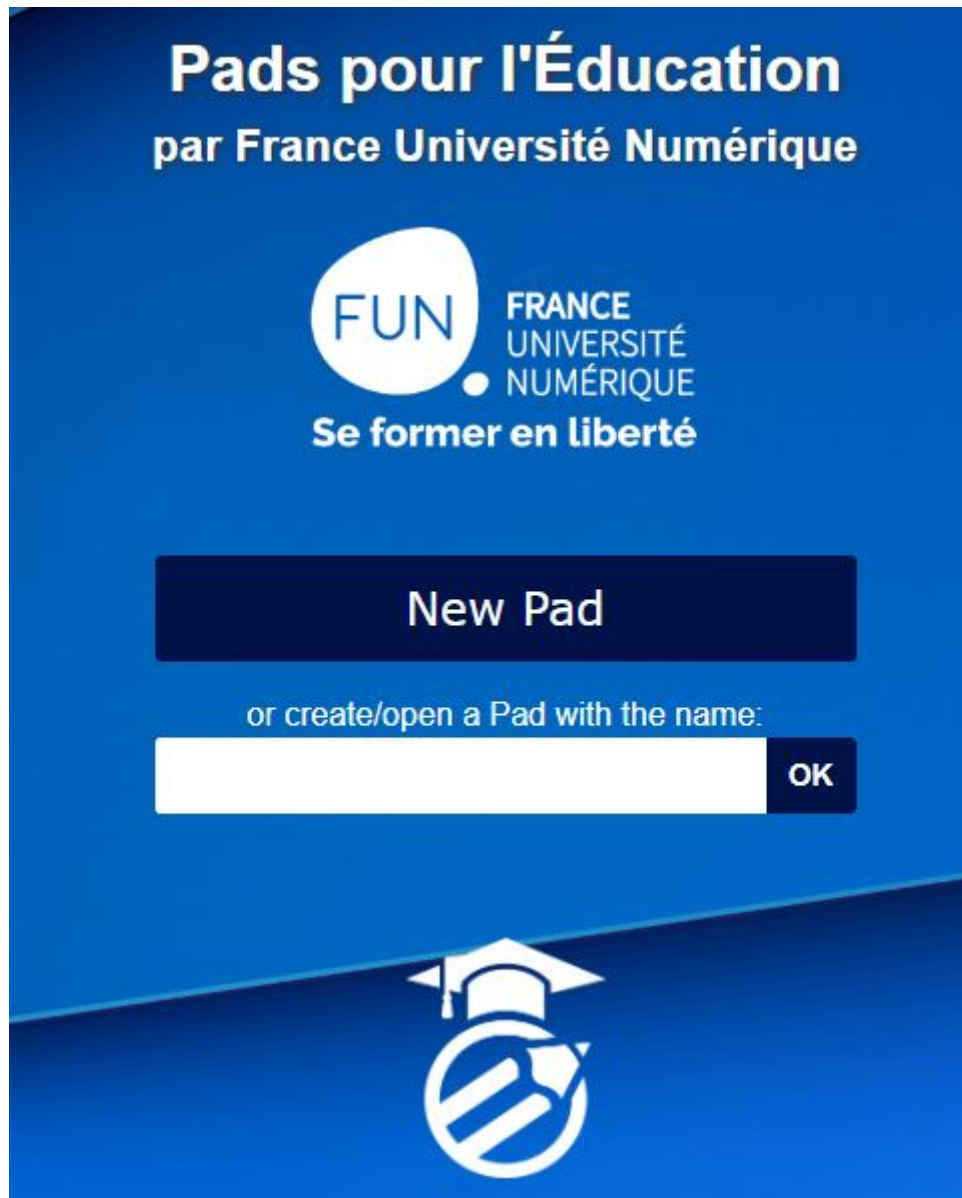 Pads pour l'Éducation
par France Université Numérique
FUN
FRANCE
UNIVERSITÉ
NUMÉRIQUE
Se former en liberté
New Pad
or create/open a Pad with the name:
OK